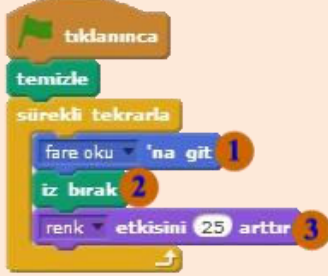 tıklanınca
temizle
sürekli tekrarla
fare oku 'na git 1
iz bırak 2
renk etkisini 25 arttır 3